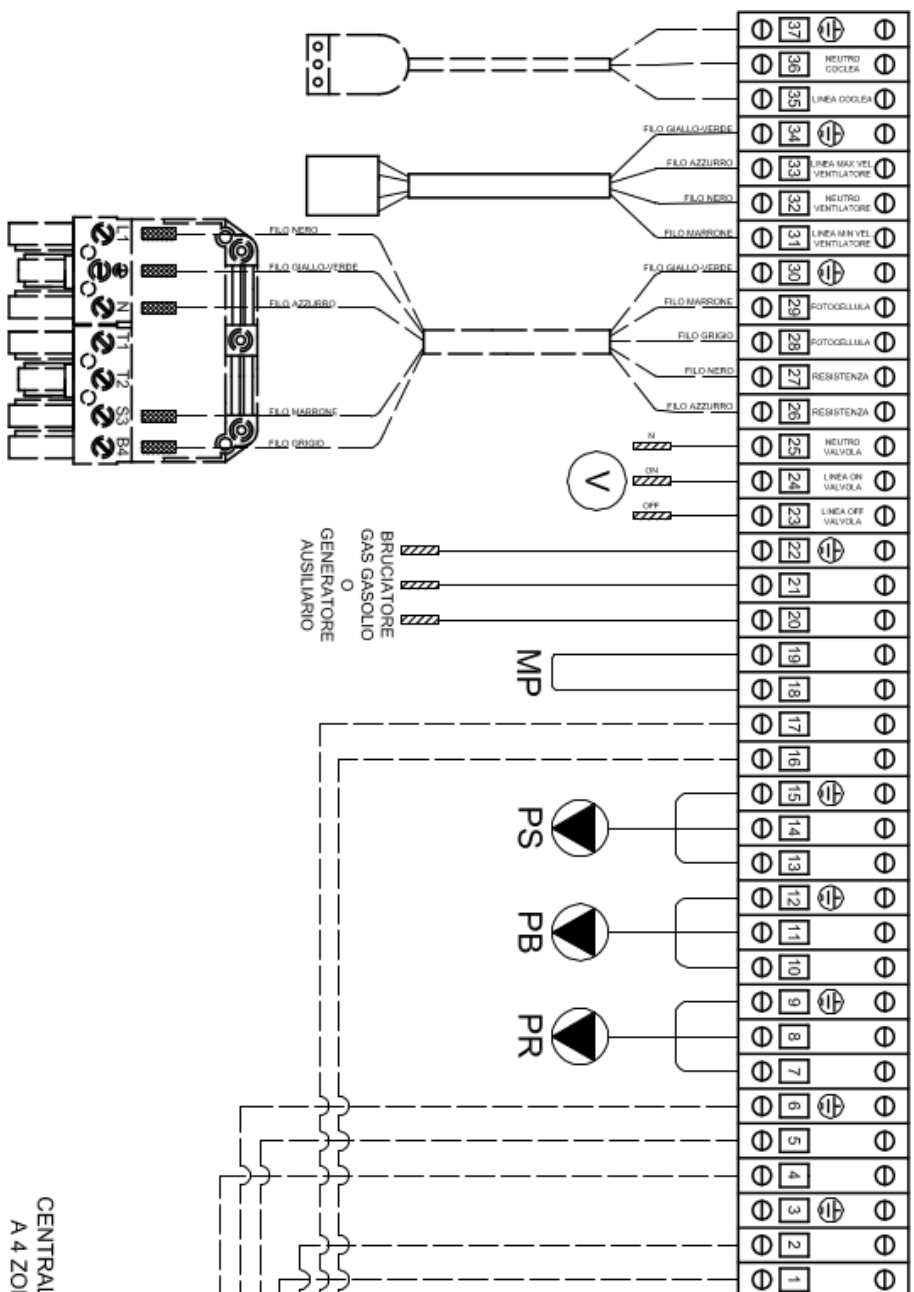 37
36
NEUTRO
COCLEA
35
LINEA COCLEA
34
FILO GIALLO-VERDE
33
LINEA MAX VEL.
VENTILATORE
FILO AZZURRO
32
NEUTRO
VENTILATORE
FILO NERO
31
LINEA MIN VEL.
VENTILATORE
FILO MARRONE
30
FILO GIALLO-VERDE
29
FOTOCELLULA
FILO MARRONE
28
FOTOCELLULA
FILO GRIGIO
27
RESISTENZA
FILO NERO
26
RESISTENZA
FILO AZZURRO
25
NEUTRO
VALVOLA
N
24
LINEA ON
VALVOLA
ON
23
LINEA OFF
VALVOLA
OFF
V
L1
FILO NERO
FILO GIALLO-VERDE
N
FILO AZZURRO
T1
T2
S3
FILO MARRONE
B4
FILO GRIGIO
22
21
20
BRUCIATORE
GAS GASOLIO
O
GENERATORE
AUSILIARIO
19
18
MP
17
16
15
14
13
PS
12
11
10
PB
9
8
7
PR
6
5
4
3
2
1
CENTRAL
A 4 ZO